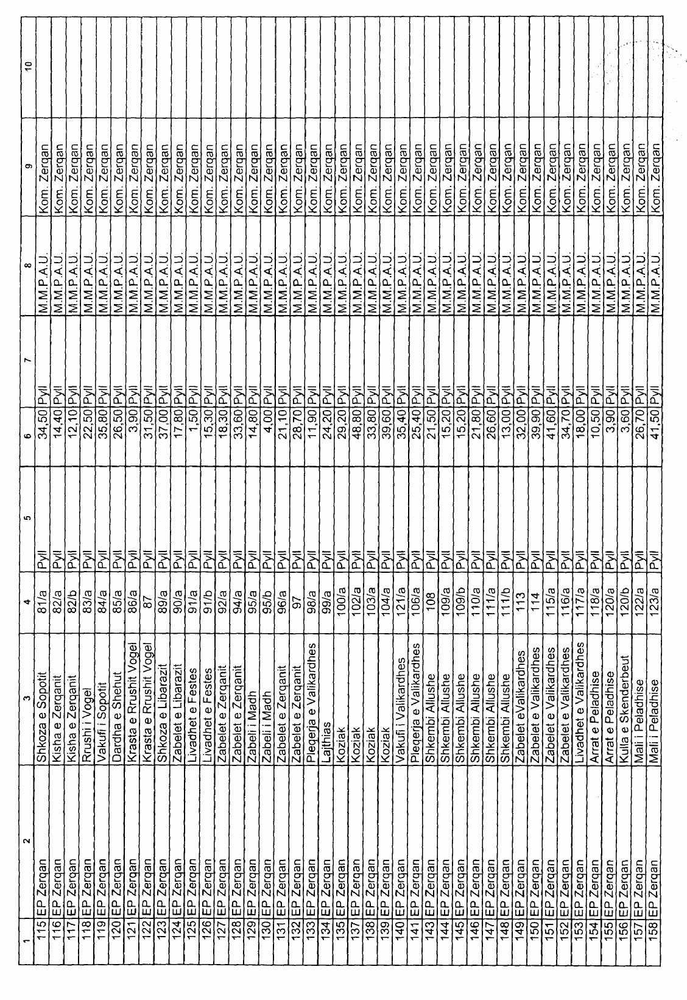 1 2 3 4 5 6 7 8 9 10
115 EP Zerqan Shkoza e Sopotit 81/a Pyll 34,50 Pyll M.M.P.A.U. Kom. Zerqan
116 EP Zerqan Kisha e Zerqanit 82/a Pyll 14,40 Pyll M.M.P.A.U. Kom. Zerqan
117 EP Zerqan Kisha e Zerqanit 82/b Pyll 12,10 Pyll M.M.P.A.U. Kom. Zerqan
118 EP Zerqan Rrushi i Vogel 83/a Pyll 22,50 Pyll M.M.P.A.U. Kom. Zerqan
119 EP Zerqan Vakufi i Sopotit 84/a Pyll 35,80 Pyll M.M.P.A.U. Kom. Zerqan
120 EP Zerqan Dardha e Shehut 85/a Pyll 26,50 Pyll M.M.P.A.U. Kom. Zerqan
121 EP Zerqan Krasta e Rrushit Vogel 86/a Pyll 3,90 Pyll M.M.P.A.U. Kom. Zerqan
122 EP Zerqan Krasta e Rrushit Vogel 87 Pyll 31,50 Pyll M.M.P.A.U. Kom. Zerqan
123 EP Zerqan Shkoza e Libarazit 89/a Pyll 37,00 Pyll M.M.P.A.U. Kom. Zerqan
124 EP Zerqan Zabelet e Libarazit 90/a Pyll 17,80 Pyll M.M.P.A.U. Kom. Zerqan
125 EP Zerqan Livadhet e Festes 91/a Pyll 1,50 Pyll M.M.P.A.U. Kom. Zerqan
126 EP Zerqan Livadhet e Festes 91/b Pyll 15,30 Pyll M.M.P.A.U. Kom. Zerqan
127 EP Zerqan Zabelet e Zerqanit 92/a Pyll 18,30 Pyll M.M.P.A.U. Kom. Zerqan
128 EP Zerqan Zabelet e Zerqanit 94/a Pyll 33,60 Pyll M.M.P.A.U. Kom. Zerqan
129 EP Zerqan Zabeli i Madh 95/a Pyll 14,80 Pyll M.M.P.A.U. Kom. Zerqan
130 EP Zerqan Zabeli i Madh 95/b Pyll 4,00 Pyll M.M.P.A.U. Kom. Zerqan
131 EP Zerqan Zabelet e Zerqanit 96/a Pyll 21,10 Pyll M.M.P.A.U. Kom. Zerqan
132 EP Zerqan Zabelet e Zerqanit 97 Pyll 28,70 Pyll M.M.P.A.U. Kom. Zerqan
133 EP Zerqan Pleqerja e Valikardhes 98/a Pyll 11,90 Pyll M.M.P.A.U. Kom. Zerqan
134 EP Zerqan Lajthias 99/a Pyll 24,20 Pyll M.M.P.A.U. Kom. Zerqan
135 EP Zerqan Koziak 100/a Pyll 29,20 Pyll M.M.P.A.U. Kom. Zerqan
137 EP Zerqan Koziak 102/a Pyll 48,80 Pyll M.M.P.A.U. Kom. Zerqan
138 EP Zerqan Koziak 103/a Pyll 33,80 Pyll M.M.P.A.U. Kom. Zerqan
139 EP Zerqan Koziak 104/a Pyll 39,60 Pyll M.M.P.A.U. Kom. Zerqan
140 EP Zerqan Vakufi i Valikardhes 121/a Pyll 35,40 Pyll M.M.P.A.U. Kom. Zerqan
141 EP Zerqan Pleqerja e Valikardhes 106/a Pyll 25,40 Pyll M.M.P.A.U. Kom. Zerqan
143 EP Zerqan Shkembi Allushe 108 Pyll 21,50 Pyll M.M.P.A.U. Kom. Zerqan
144 EP Zerqan Shkembi Allushe 109/a Pyll 15,20 Pyll M.M.P.A.U. Kom. Zerqan
145 EP Zerqan Shkembi Allushe 109/b Pyll 15,20 Pyll M.M.P.A.U. Kom. Zerqan
146 EP Zerqan Shkembi Allushe 110/a Pyll 21,80 Pyll M.M.P.A.U. Kom. Zerqan
147 EP Zerqan Shkembi Allushe 111/a Pyll 26,60 Pyll M.M.P.A.U. Kom. Zerqan
148 EP Zerqan Shkembi Allushe 111/b Pyll 13,00 Pyll M.M.P.A.U. Kom. Zerqan
149 EP Zerqan Zabelet eValikardhes 113 Pyll 32,00 Pyll M.M.P.A.U. Kom. Zerqan
150 EP Zerqan Zabelet e Valikardhes 114 Pyll 39,90 Pyll M.M.P.A.U. Kom. Zerqan
151 EP Zerqan Zabelet e Valikardhes 115/a Pyll 41,60 Pyll M.M.P.A.U. Kom. Zerqan
152 EP Zerqan Zabelet e Valikardhes 116/a Pyll 34,70 Pyll M.M.P.A.U. Kom. Zerqan
153 EP Zerqan Livadhet e Valikardhes 117/a Pyll 18,00 Pyll M.M.P.A.U. Kom. Zerqan
154 EP Zerqan Arrat e Peladhise 118/a Pyll 10,50 Pyll M.M.P.A.U. Kom. Zerqan
155 EP Zerqan Arrat e Peladhise 120/a Pyll 3,90 Pyll M.M.P.A.U. Kom. Zerqan
156 EP Zerqan Kulla e Skenderbeut 120/b Pyll 3,60 Pyll M.M.P.A.U. Kom. Zerqan
157 EP Zerqan Mali i Peladhise 122/a Pyll 26,70 Pyll M.M.P.A.U. Kom. Zerqan
158 EP Zerqan Mali i Peladhise 123/a Pyll 41,50 Pyll M.M.P.A.U. Kom. Zerqan